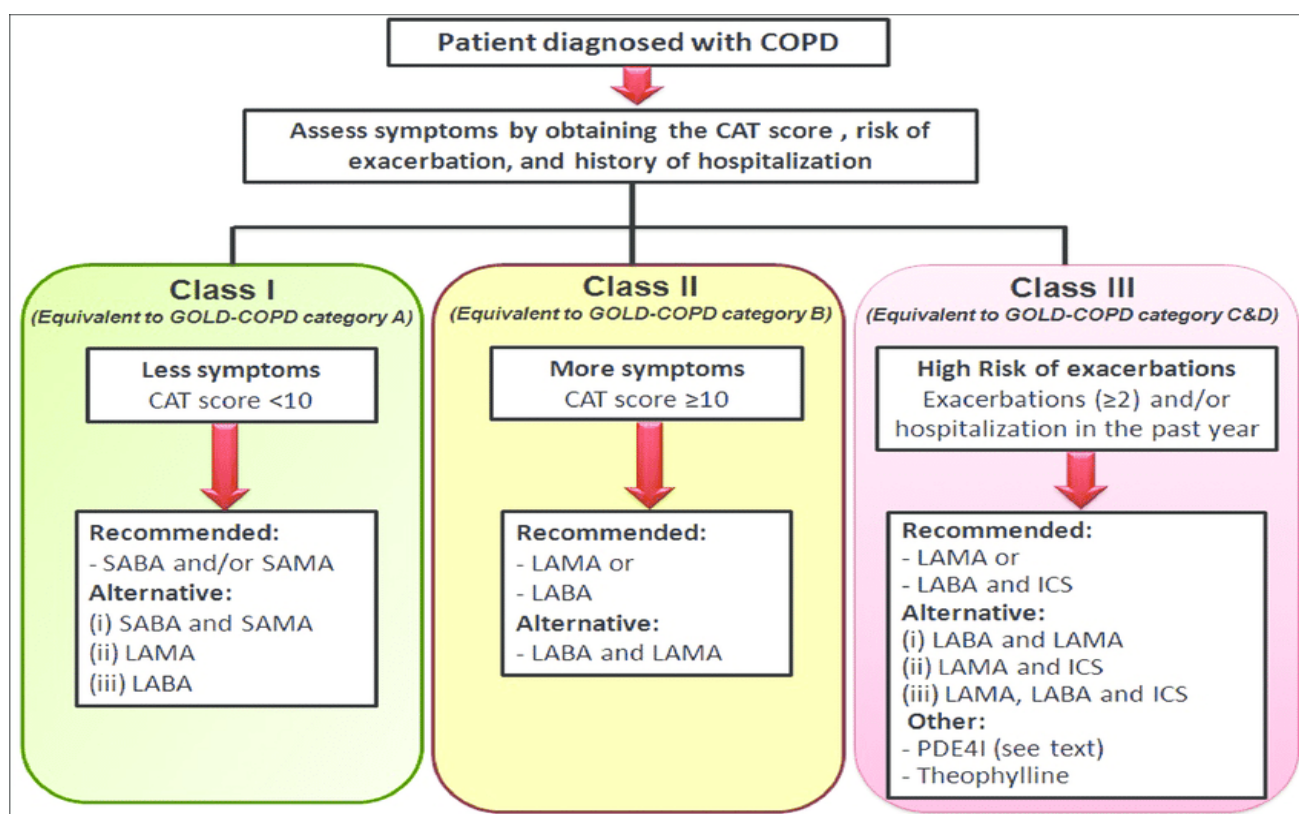 Patient diagnosed with COPD
Assess symptoms by obtaining the CAT score , risk of
exacerbation, and history of hospitalization
Class I
(Equivalent to GOLD-COPD category A)
Less symptoms
CAT score <10
Recommended:
- SABA and/or SAMA
Alternative:
(i) SABA and SAMA
(ii) LAMA
(iii) LABA
Class II
(Equivalent to GOLD-COPD category B)
More symptoms
CAT score ≥10
Recommended:
- LAMA or
- LABA
Alternative:
- LABA and LAMA
Class III
(Equivalent to GOLD-COPD category C&D)
High Risk of exacerbations
Exacerbations (≥2) and/or
hospitalization in the past year
Recommended:
- LAMA or
- LABA and ICS
Alternative:
(i) LABA and LAMA
(ii) LAMA and ICS
(iii) LAMA, LABA and ICS
Other:
- PDE4I (see text)
- Theophylline